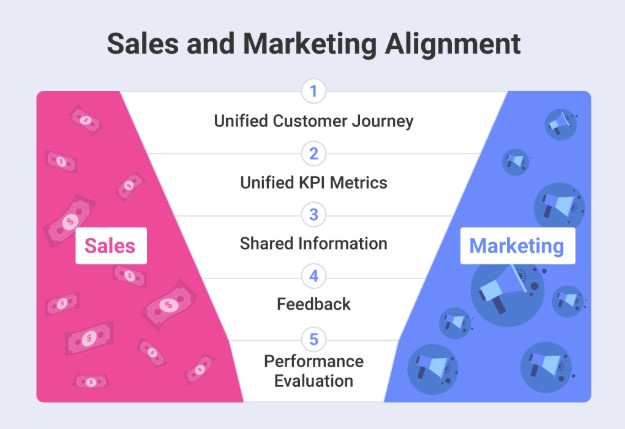 Sales and Marketing Alignment
1
Unified Customer Journey
2
Unified KPI Metrics
3
Shared Information
Sales
Marketing
4
Feedback
5
Performance
Evaluation